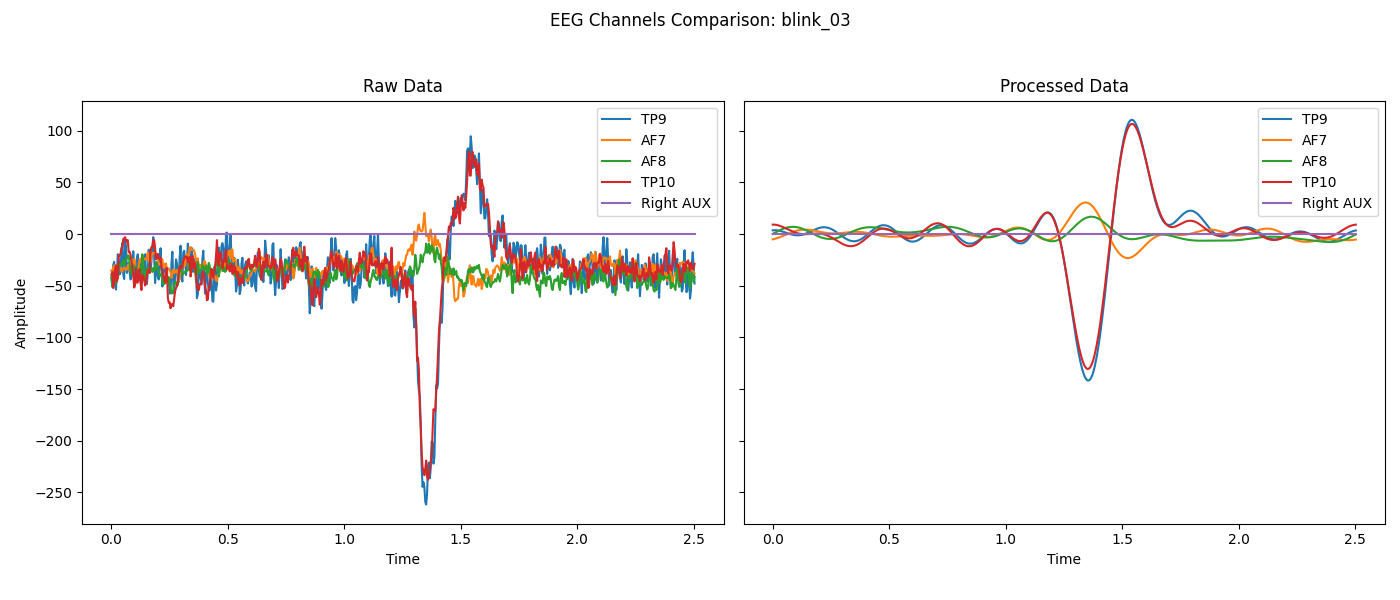 EEG Channels Comparison: blink_03
Raw Data
Amplitude
100
50
0
−50
−100
−150
−200
−250
0.0 0.5 1.0 1.5 2.0 2.5
Time
TP9
AF7
AF8
TP10
Right AUX
Processed Data
0.0 0.5 1.0 1.5 2.0 2.5
Time
TP9
AF7
AF8
TP10
Right AUX